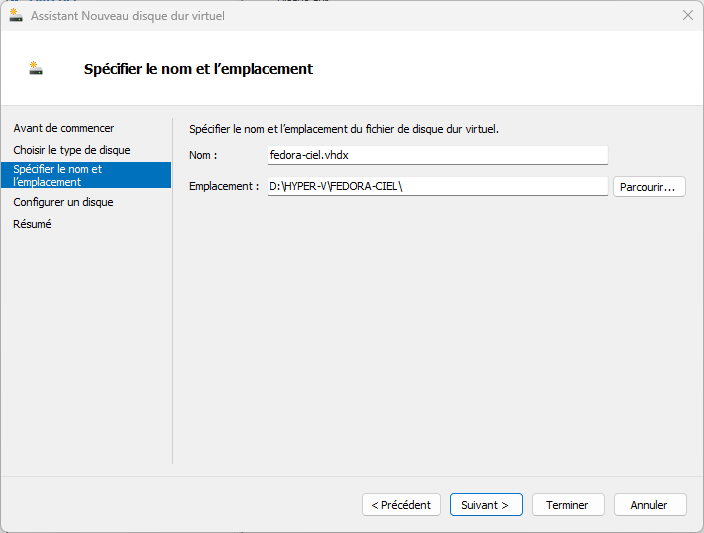 Assistant Nouveau disque dur virtuel
Spécifier le nom et l'emplacement
Avant de commencer
Choisir le type de disque
Spécifier le nom et
l'emplacement
Configurer un disque
Résumé
Spécifier le nom et l'emplacement du fichier de disque dur virtuel.
Nom : fedora-ciel.vhdx
Emplacement : D:\HYPER-V\FEDORA-CIEL\ Parcourir...
< Précédent Suivant > Terminer Annuler